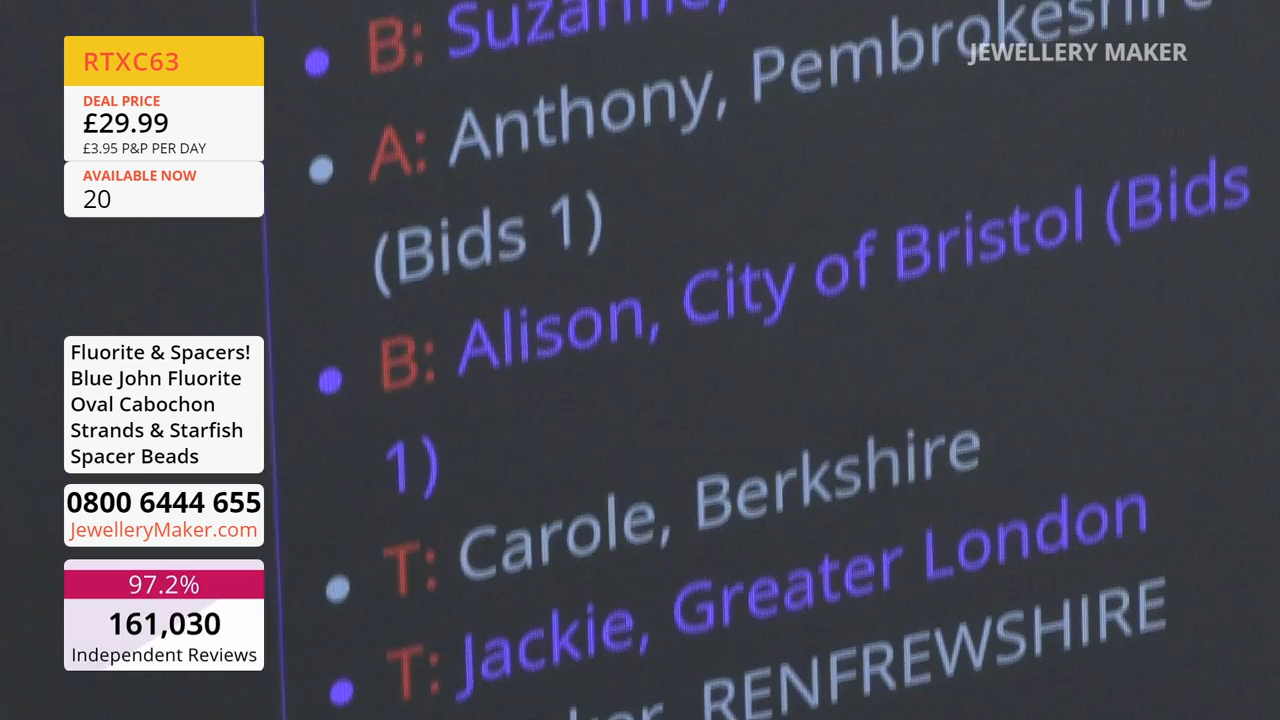 RTXC63
DEAL PRICE
£29.99
£3.95 P&P PER DAY
AVAILABLE NOW
20
Fluorite & Spacers!
Blue John Fluorite
Oval Cabochon
Strands & Starfish
Spacer Beads
0800 6444 655
JewelleryMaker.com
97.2%
161,030
Independent Reviews
JEWELLERY MAKER
B: Suzanne,
A: Anthony, Pembrokeshire
(Bids 1)
B: Alison, City of Bristol (Bids
1)
T: Carole, Berkshire
T: Jackie, Greater London
RENFREWSHIRE